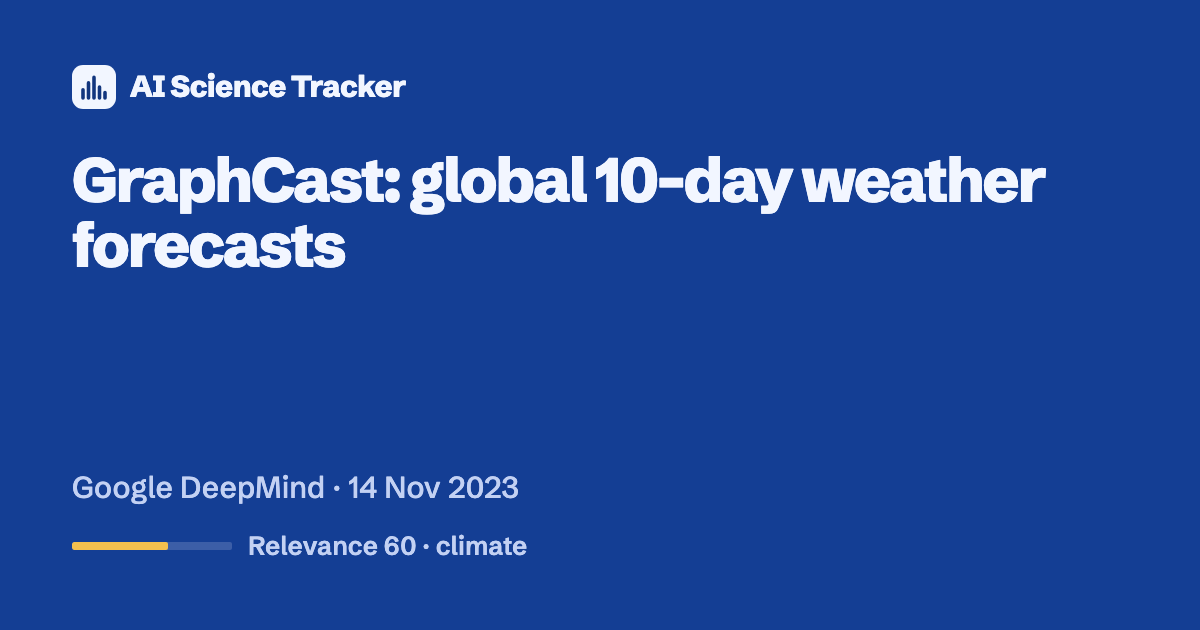 AI Science Tracker
GraphCast: global 10-day weather
forecasts
Google DeepMind · 14 Nov 2023
Relevance 60 · climate